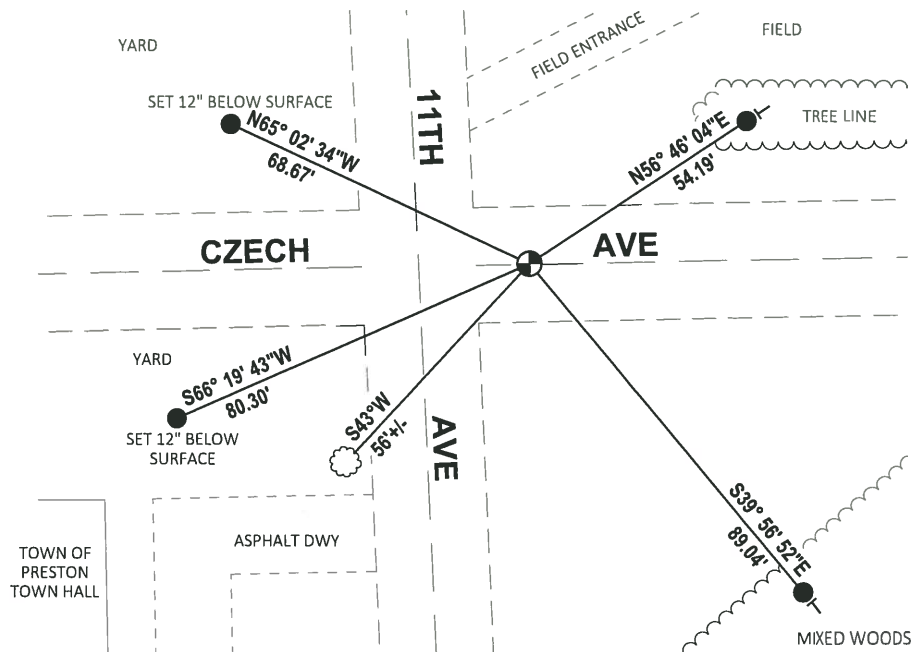 YARD
FIELD
FIELD ENTRANCE
SET 12" BELOW SURFACE
N65° 02' 34"W
68.67'
11TH
N56° 46' 04"E
54.19'
TREE LINE
CZECH
AVE
YARD
S66° 19' 43"W
80.30'
SET 12" BELOW
SURFACE
S43°W
56'+/-
AVE
S39° 56' 52"E
89.04'
ASPHALT DWY
TOWN OF
PRESTON
TOWN HALL
MIXED WOODS